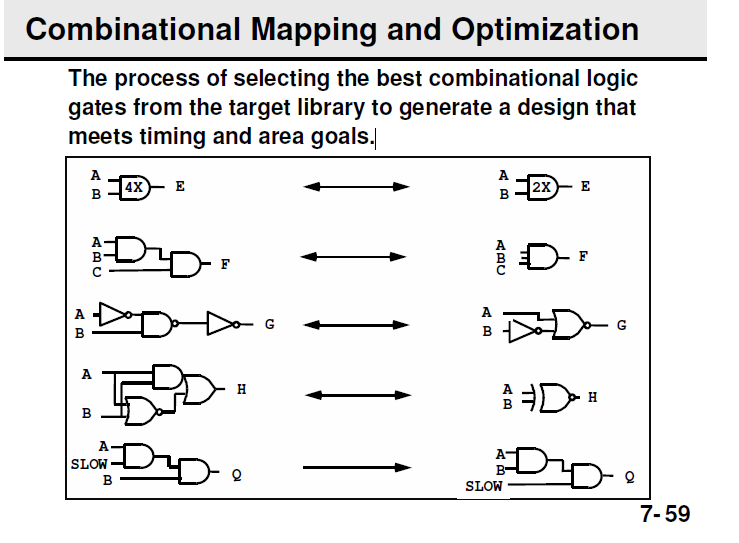 Combinational Mapping and Optimization
The process of selecting the best combinational logic
gates from the target library to generate a design that
meets timing and area goals.
A
B
4X
E
A
B
2X
E
A
B
C
F
A
B
C
F
A
B
G
A
B
G
A
B
H
A
B
H
A
SLOW
B
Q
A
B
SLOW
Q
7- 59